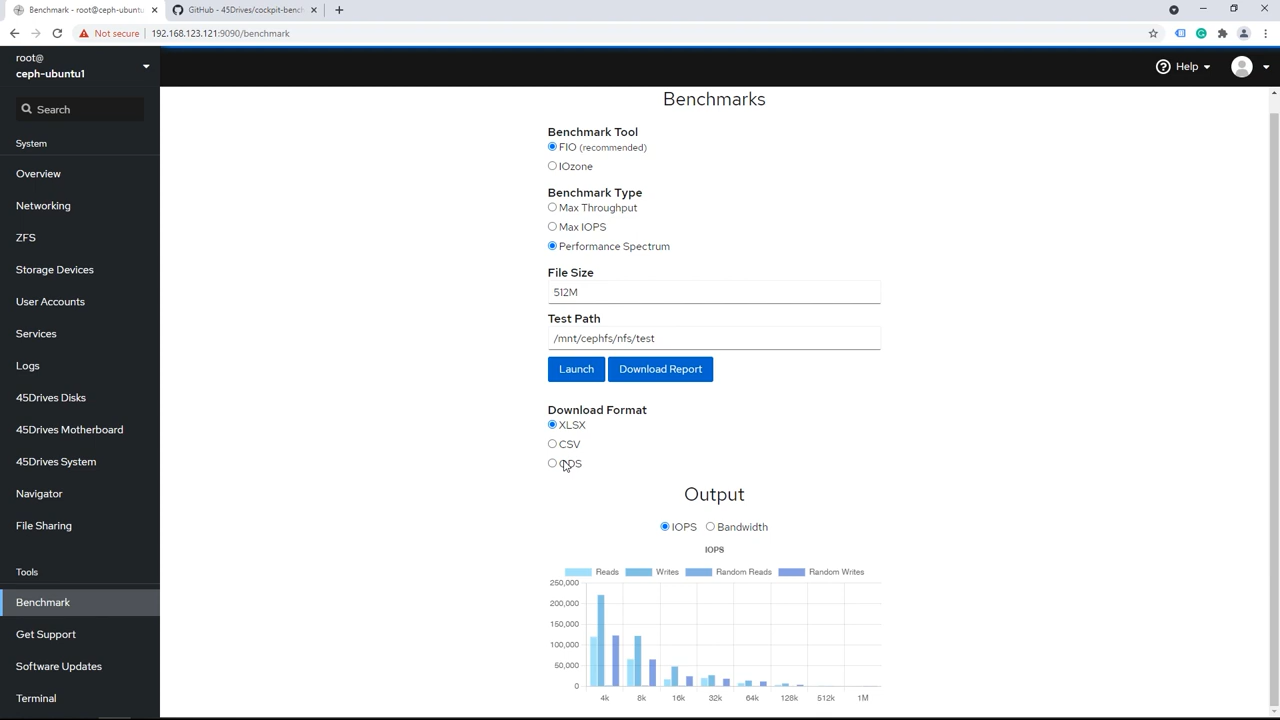 Benchmark - root@ceph-ubuntu
GitHub - 45Drives/cockpit-benc
Not secure
192.168.123.121:9090/benchmark
root@
ceph-ubuntu1
Help
Search
System
Overview
Networking
ZFS
Storage Devices
User Accounts
Services
Logs
45Drives Disks
45Drives Motherboard
45Drives System
Navigator
File Sharing
Tools
Benchmark
Get Support
Software Updates
Terminal
Benchmarks
Benchmark Tool
FIO (recommended)
IOzone
Benchmark Type
Max Throughput
Max IOPS
Performance Spectrum
File Size
512M
Test Path
/mnt/cephfs/nfs/test
Launch
Download Report
Download Format
XLSX
CSV
ODS
Output
IOPS
Bandwidth
IOPS
Reads
Writes
Random Reads
Random Writes
250,000
200,000
150,000
100,000
50,000
0
4k
8k
16k
32k
64k
128k
512k
1M